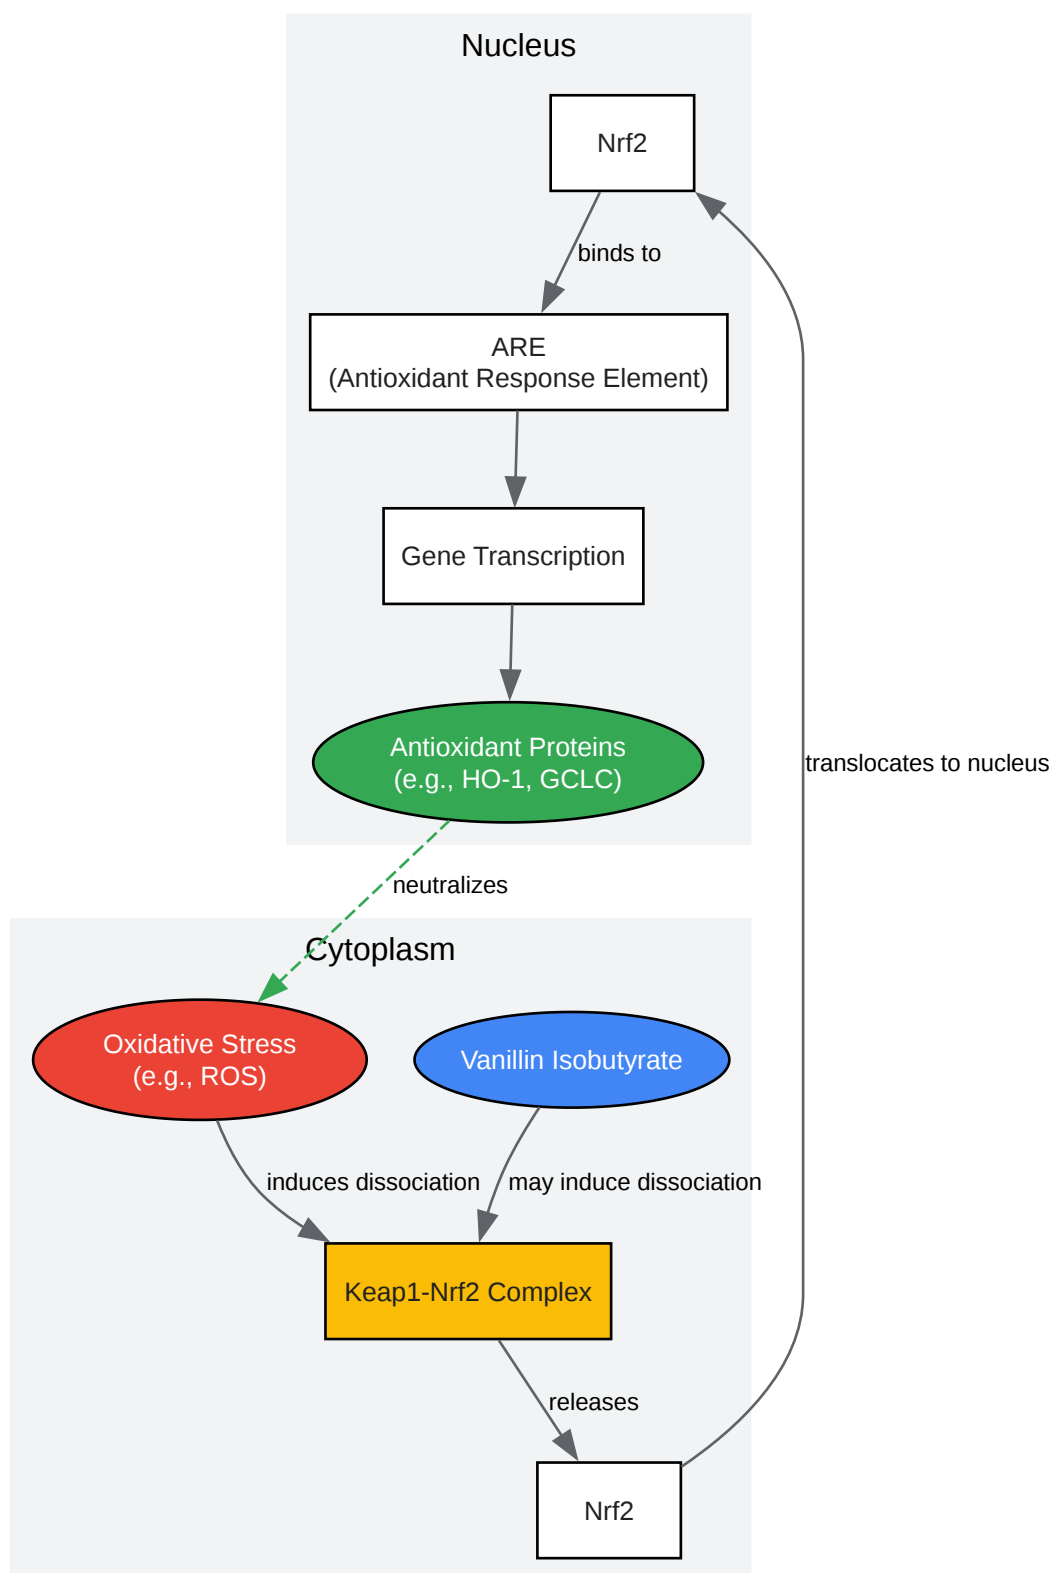 Nucleus
Nrf2
binds to
ARE
(Antioxidant Response Element)
Gene Transcription
Antioxidant Proteins
(e.g., HO-1, GCLC)
translocates to nucleus
neutralizes
Cytoplasm
Oxidative Stress
(e.g., ROS)
Vanillin Isobutyrate
induces dissociation
may induce dissociation
Keap1-Nrf2 Complex
releases
Nrf2